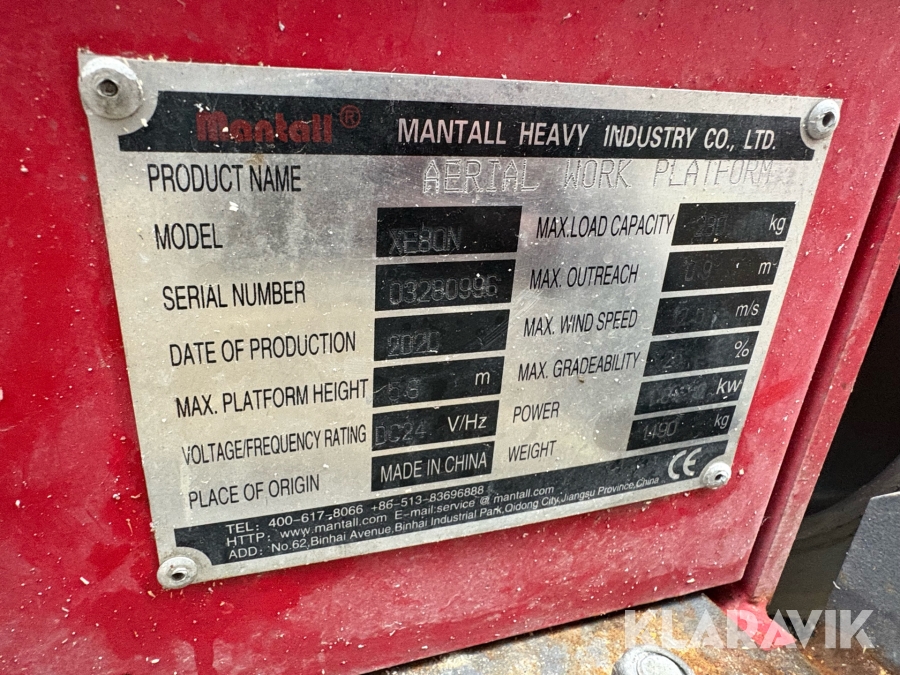 Mantall® MANTALL HEAVY INDUSTRY CO., LTD.
PRODUCT NAME AERIAL WORK PLATFORM
MODEL XE80N
MAX.LOAD CAPACITY kg
SERIAL NUMBER 03280996
MAX. OUTREACH 0.9 m
DATE OF PRODUCTION 2020
MAX. WIND SPEED m/s
MAX. PLATFORM HEIGHT m
MAX. GRADEABILITY %
VOLTAGE/FREQUENCY RATING DC24 V/Hz
POWER kw
PLACE OF ORIGIN MADE IN CHINA
WEIGHT 1490 kg
TEL: 400-617-8066 +86-513-83696888
HTTP: www.mantall.com E-mail:service @ mantall.com
ADD: No.62,Binhai Avenue,Binhai Industrial Park,Qidong City,Jiangsu Province,China
CE
KLARAVIK